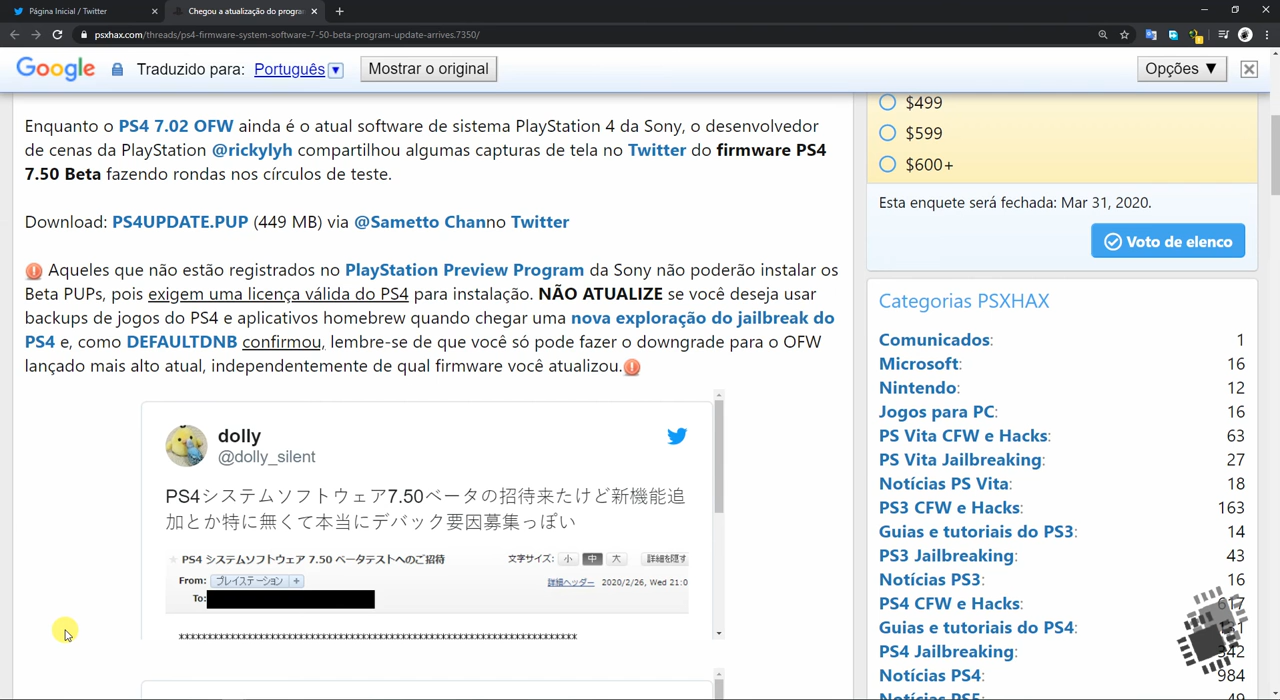 Página Inicial / Twitter
Chegou a atualização do progra
psxhax.com/threads/ps4-firmware-system-software-7-50-beta-program-update-arrives.7350/
Google Traduzido para: Português Mostrar o original Opções ▼
Enquanto o PS4 7.02 OFW ainda é o atual software de sistema PlayStation 4 da Sony, o desenvolvedor
de cenas da PlayStation @rickylyh compartilhou algumas capturas de tela no Twitter do firmware PS4
7.50 Beta fazendo rondas nos círculos de teste.
Download: PS4UPDATE.PUP (449 MB) via @Sametto Channo Twitter
Aqueles que não estão registrados no PlayStation Preview Program da Sony não poderão instalar os
Beta PUPs, pois exigem uma licença válida do PS4 para instalação. NÃO ATUALIZE se você deseja usar
backups de jogos do PS4 e aplicativos homebrew quando chegar uma nova exploração do jailbreak do
PS4 e, como DEFAULTDNB confirmou, lembre-se de que você só pode fazer o downgrade para o OFW
lançado mais alto atual, independentemente de qual firmware você atualizou.
dolly
@dolly_silent
PS4システムソフトウェア7.50ベータの招待来たけど新機能追
加とか特に無くて本当にデバック要因募集っぽい
PS4 システムソフトウェア 7.50 ベータテストへのご招待 文字サイズ: 小 中 大 詳細を隠す
From: プレイステーション + 詳細ヘッダー 2020/2/26, Wed 21:0
To:
$499
$599
$600+
Esta enquete será fechada: Mar 31, 2020.
Voto de elenco
Categorias PSXHAX
Comunicados: 1
Microsoft: 16
Nintendo: 12
Jogos para PC: 16
PS Vita CFW e Hacks: 63
PS Vita Jailbreaking: 27
Notícias PS Vita: 18
PS3 CFW e Hacks: 163
Guias e tutoriais do PS3: 14
PS3 Jailbreaking: 43
Notícias PS3: 16
PS4 CFW e Hacks: 617
Guias e tutoriais do PS4:
PS4 Jailbreaking: 342
Notícias PS4: 984
Notícias PS5: 49